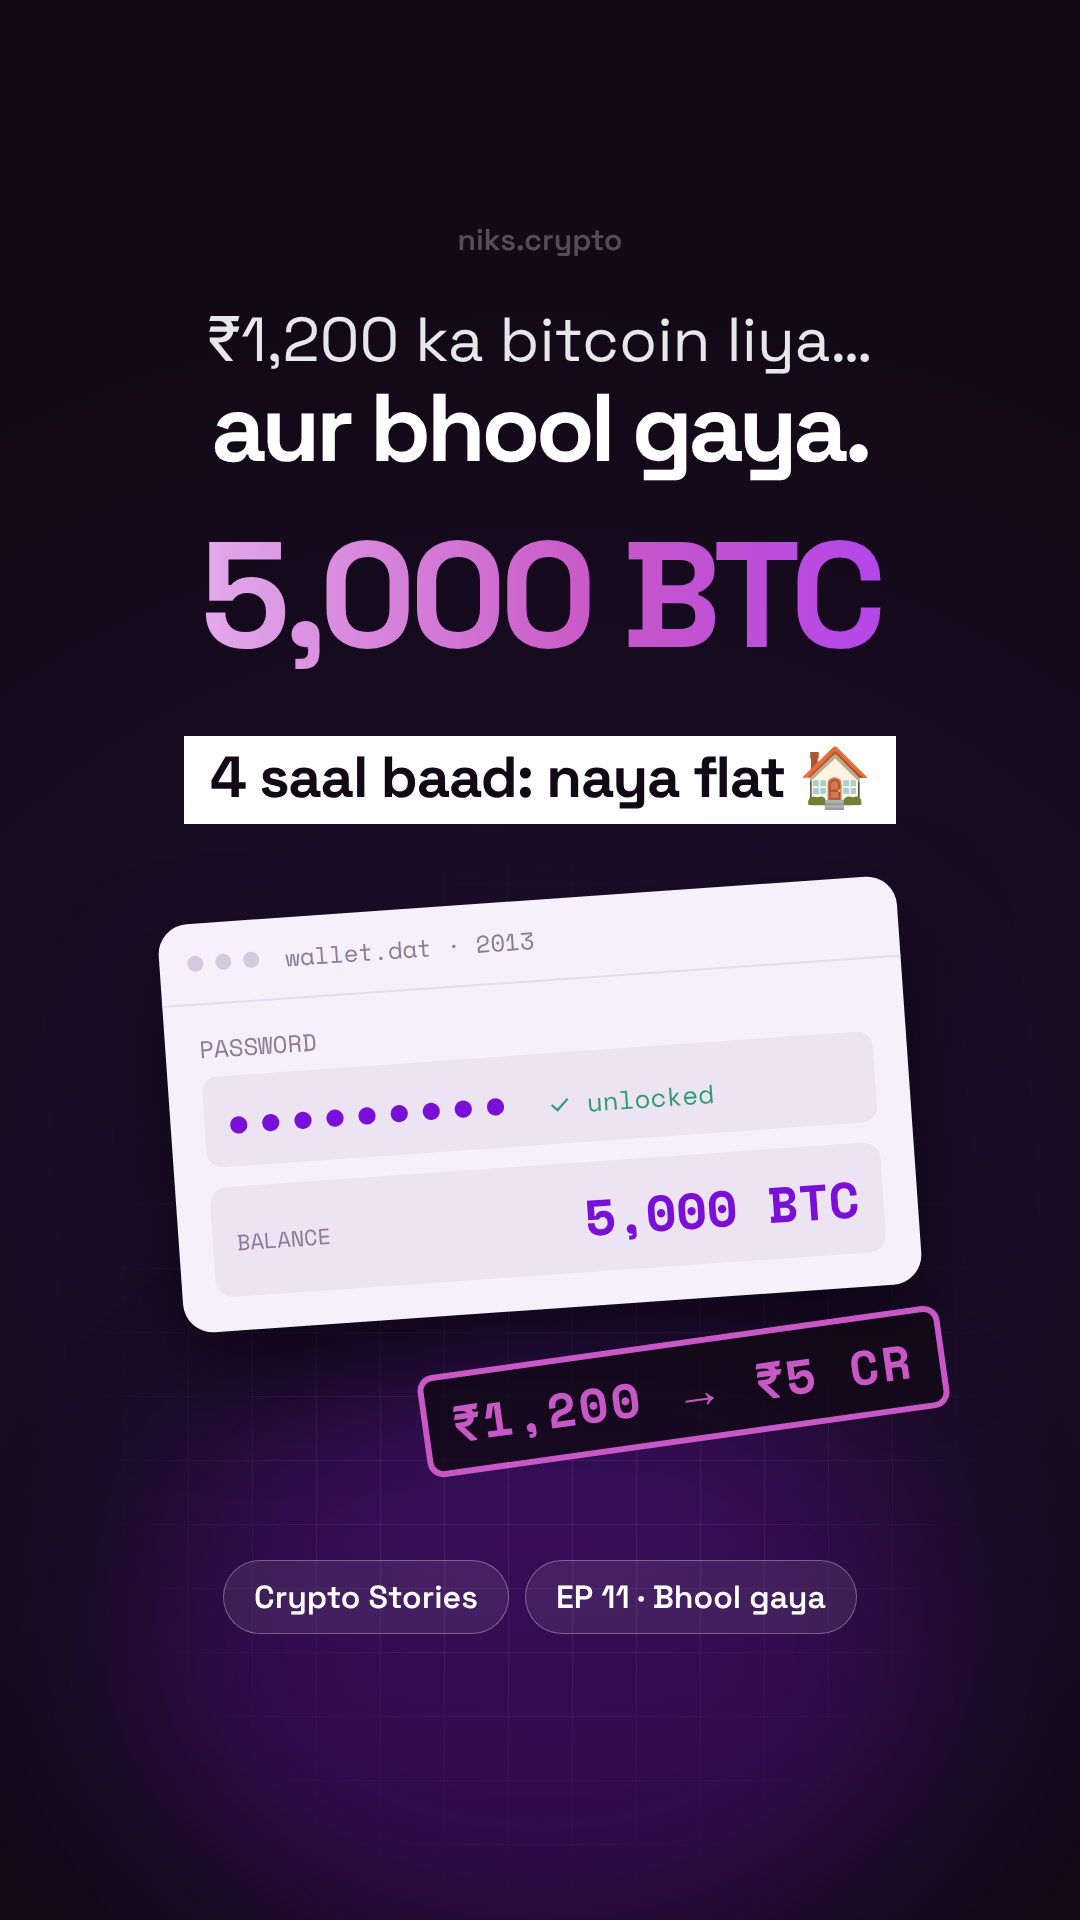 niks.crypto
₹1,200 ka bitcoin liya...
aur bhool gaya.
5,000 BTC
4 saal baad: naya flat 🏠
wallet.dat · 2013
PASSWORD
●●●●●●●●● ✓ unlocked
BALANCE 5,000 BTC
₹1,200 → ₹5 CR
Crypto Stories
EP 11 · Bhool gaya